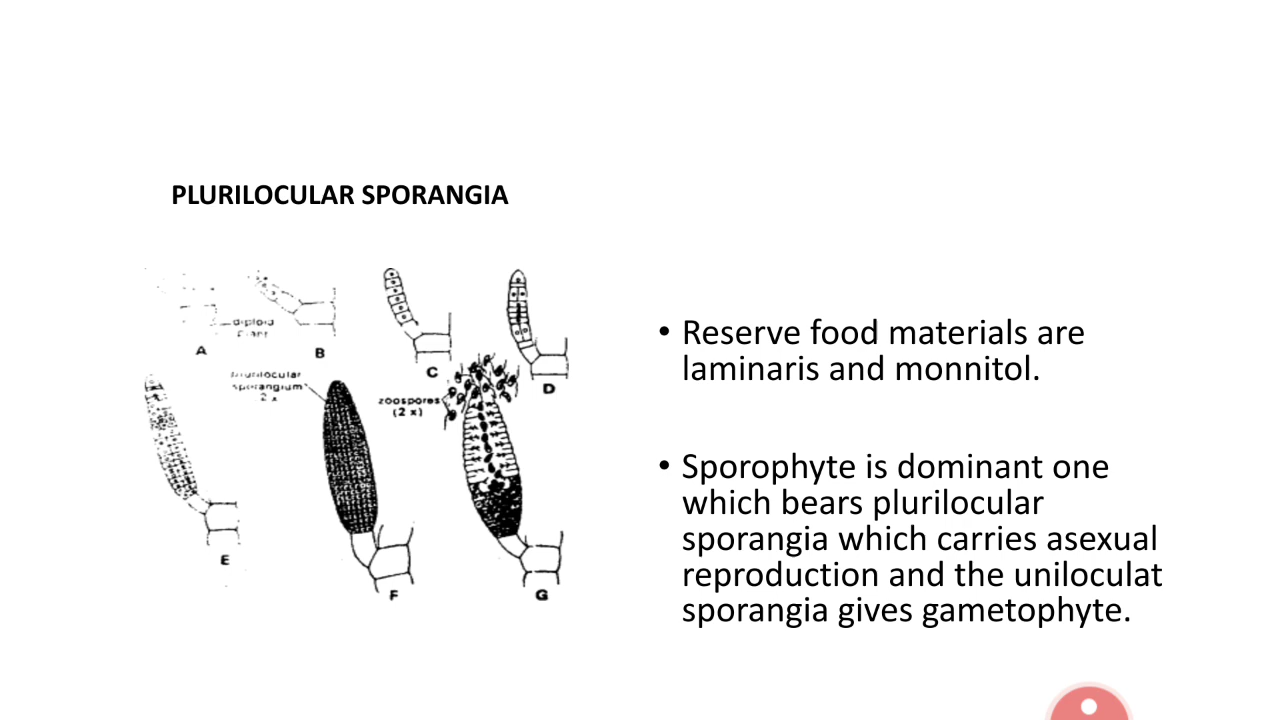 PLURILOCULAR SPORANGIA
diploid
A
B
C
D
sporangium
2 x
zoospores
(2 x)
E
F
G
• Reserve food materials are
laminaris and monnitol.
• Sporophyte is dominant one
which bears plurilocular
sporangia which carries asexual
reproduction and the uniloculat
sporangia gives gametophyte.